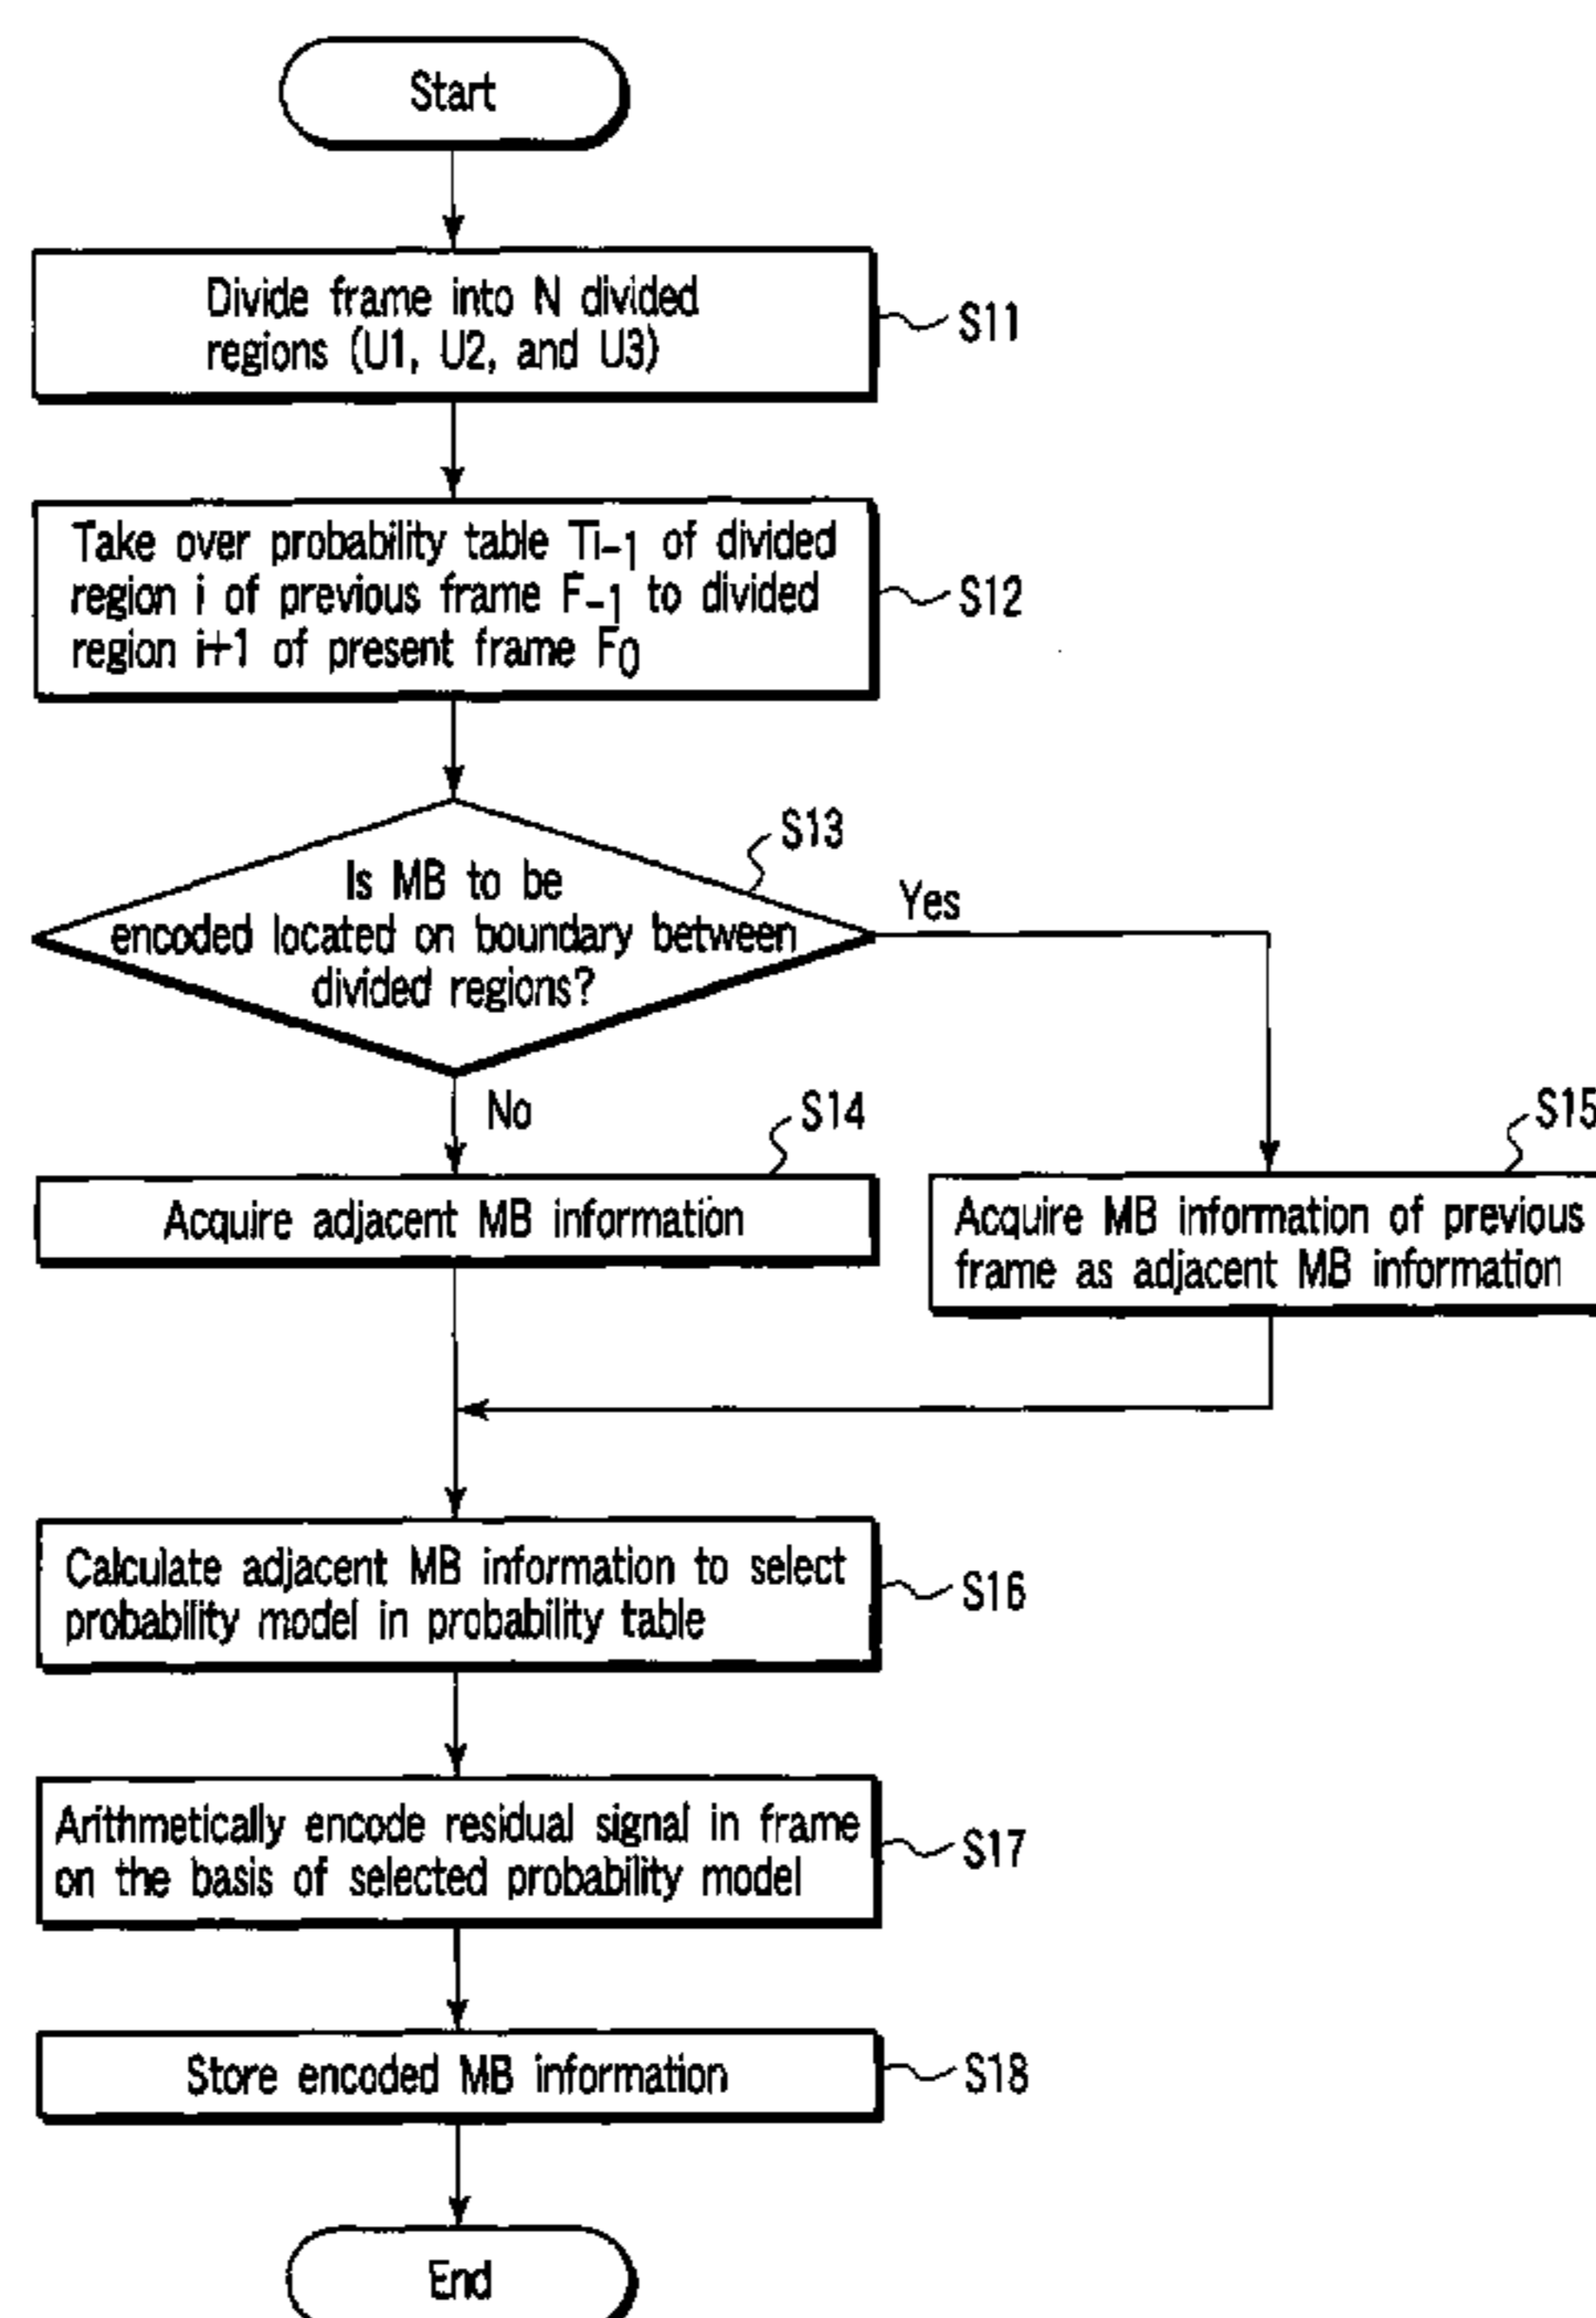 Start
Divide frame into N divided
regions (U1, U2, and U3)
S11
Take over probability table Ti-1 of divided
region i of previous frame F-1 to divided
region i+1 of present frame F0
S12
S13
Is MB to be
encoded located on boundary between
divided regions?
Yes
No
S14
Acquire adjacent MB information
S15
Acquire MB information of previous
frame as adjacent MB information
Calculate adjacent MB information to select
probability model in probability table
S16
Arithmetically encode residual signal in frame
on the basis of selected probability model
S17
Store encoded MB information
S18
End